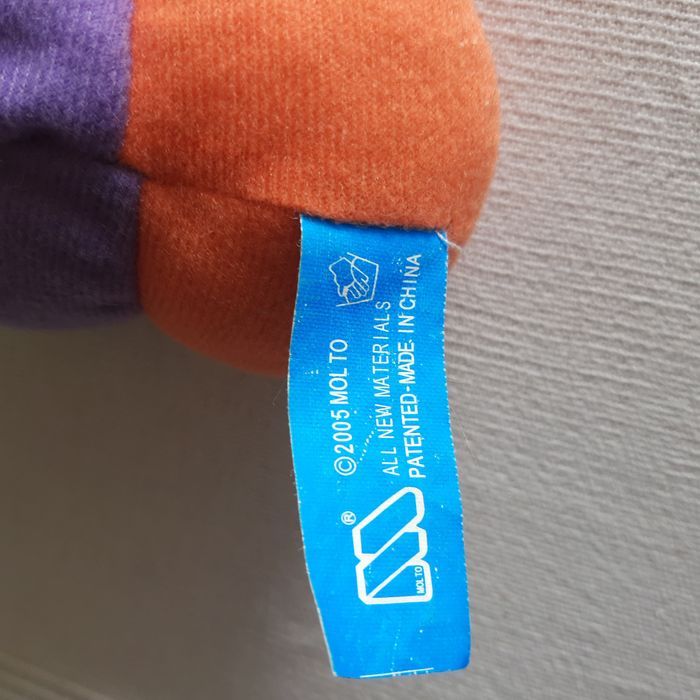 ©2005 MOLTO
ALL NEW MATERIALS
PATENTED-MADE IN CHINA
®
MOLTO